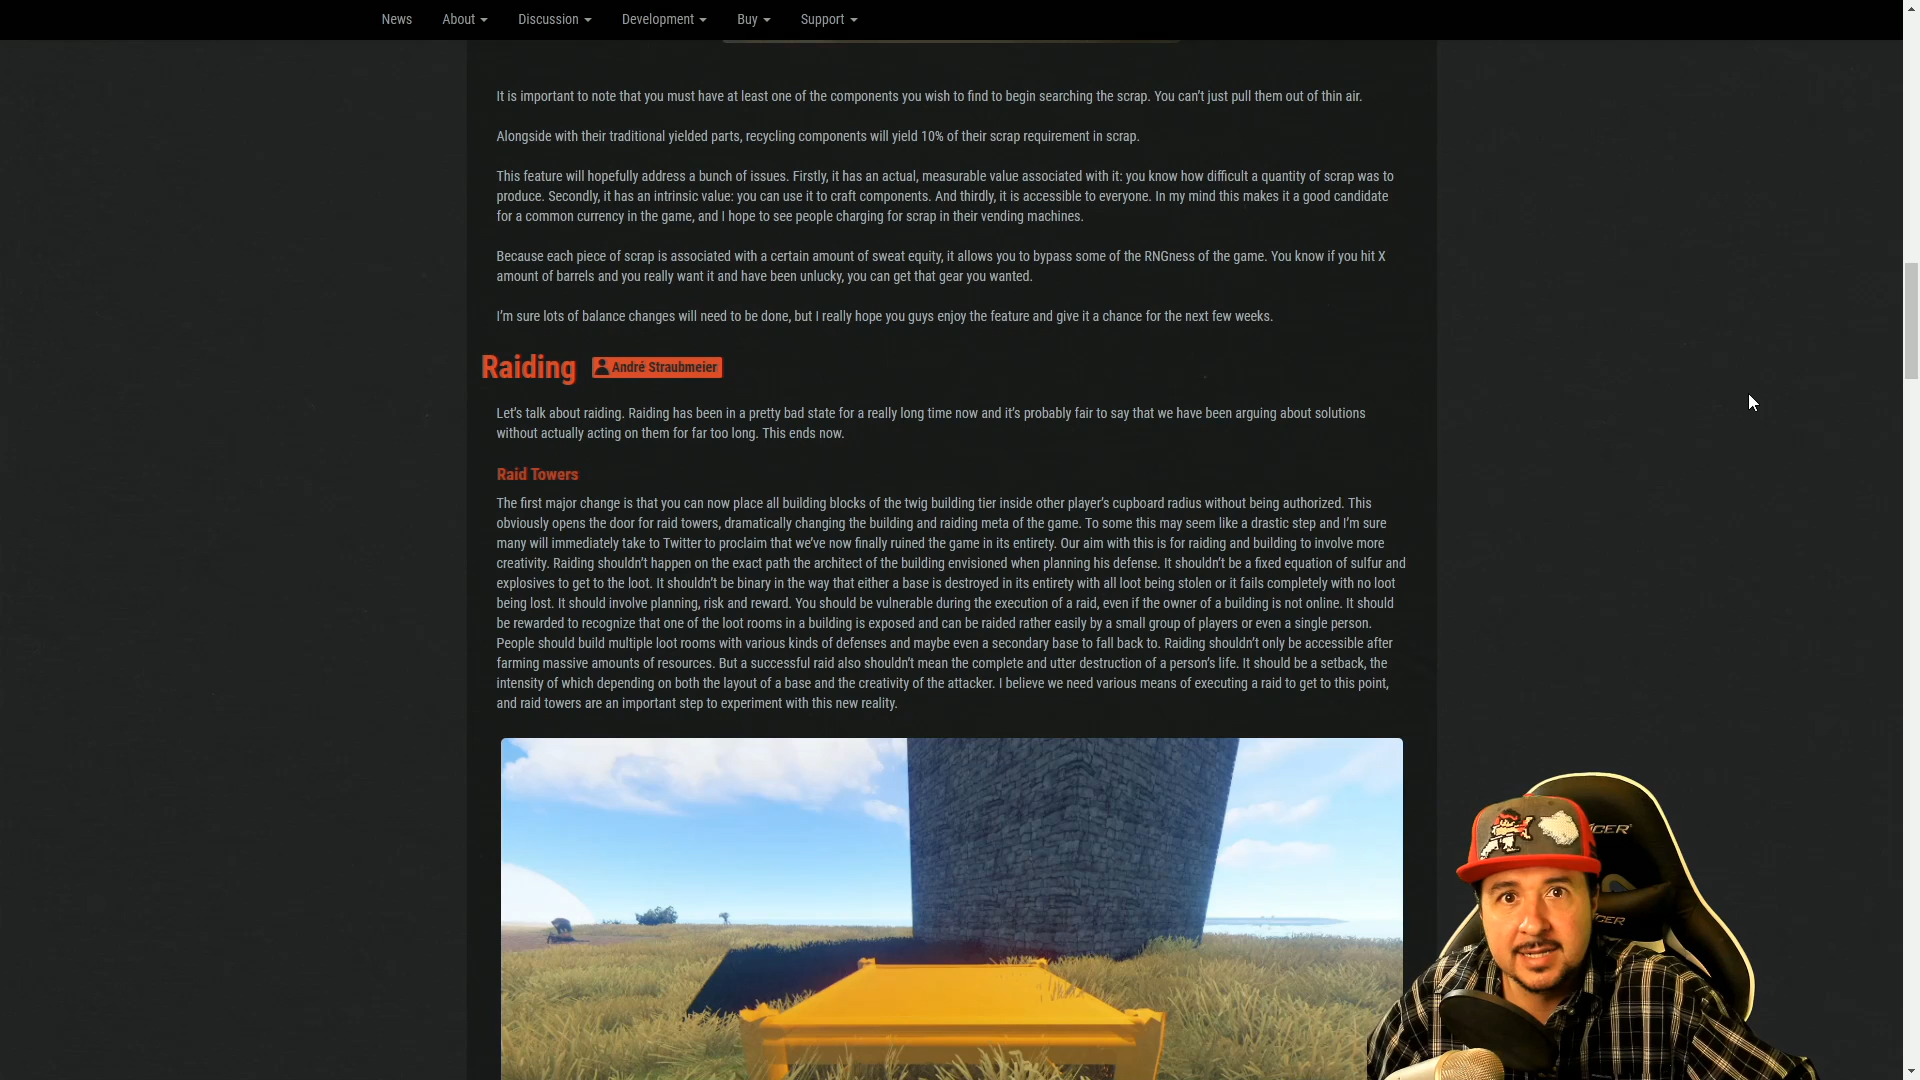 News About Discussion Development Buy Support
It is important to note that you must have at least one of the components you wish to find to begin searching the scrap. You can't just pull them out of thin air.
Alongside with their traditional yielded parts, recycling components will yield 10% of their scrap requirement in scrap.
This feature will hopefully address a bunch of issues. Firstly, it has an actual, measurable value associated with it: you know how difficult a quantity of scrap was to
produce. Secondly, it has an intrinsic value: you can use it to craft components. And thirdly, it is accessible to everyone. In my mind this makes it a good candidate
for a common currency in the game, and I hope to see people charging for scrap in their vending machines.
Because each piece of scrap is associated with a certain amount of sweat equity, it allows you to bypass some of the RNGness of the game. You know if you hit X
amount of barrels and you really want it and have been unlucky, you can get that gear you wanted.
I'm sure lots of balance changes will need to be done, but I really hope you guys enjoy the feature and give it a chance for the next few weeks.
Raiding André Straubmeier
Let's talk about raiding. Raiding has been in a pretty bad state for a really long time now and it's probably fair to say that we have been arguing about solutions
without actually acting on them for far too long. This ends now.
Raid Towers
The first major change is that you can now place all building blocks of the twig building tier inside other player's cupboard radius without being authorized. This
obviously opens the door for raid towers, dramatically changing the building and raiding meta of the game. To some this may seem like a drastic step and I'm sure
many will immediately take to Twitter to proclaim that we've now finally ruined the game in its entirety. Our aim with this is for raiding and building to involve more
creativity. Raiding shouldn't happen on the exact path the architect of the building envisioned when planning his defense. It shouldn't be a fixed equation of sulfur and
explosives to get to the loot. It shouldn't be binary in the way that either a base is destroyed in its entirety with all loot being stolen or it fails completely with no loot
being lost. It should involve planning, risk and reward. You should be vulnerable during the execution of a raid, even if the owner of a building is not online. It should
be rewarded to recognize that one of the loot rooms in a building is exposed and can be raided rather easily by a small group of players or even a single person.
People should build multiple loot rooms with various kinds of defenses and maybe even a secondary base to fall back to. Raiding shouldn't only be accessible after
farming massive amounts of resources. But a successful raid also shouldn't mean the complete and utter destruction of a person's life. It should be a setback, the
intensity of which depending on both the layout of a base and the creativity of the attacker. I believe we need various means of executing a raid to get to this point,
and raid towers are an important step to experiment with this new reality.